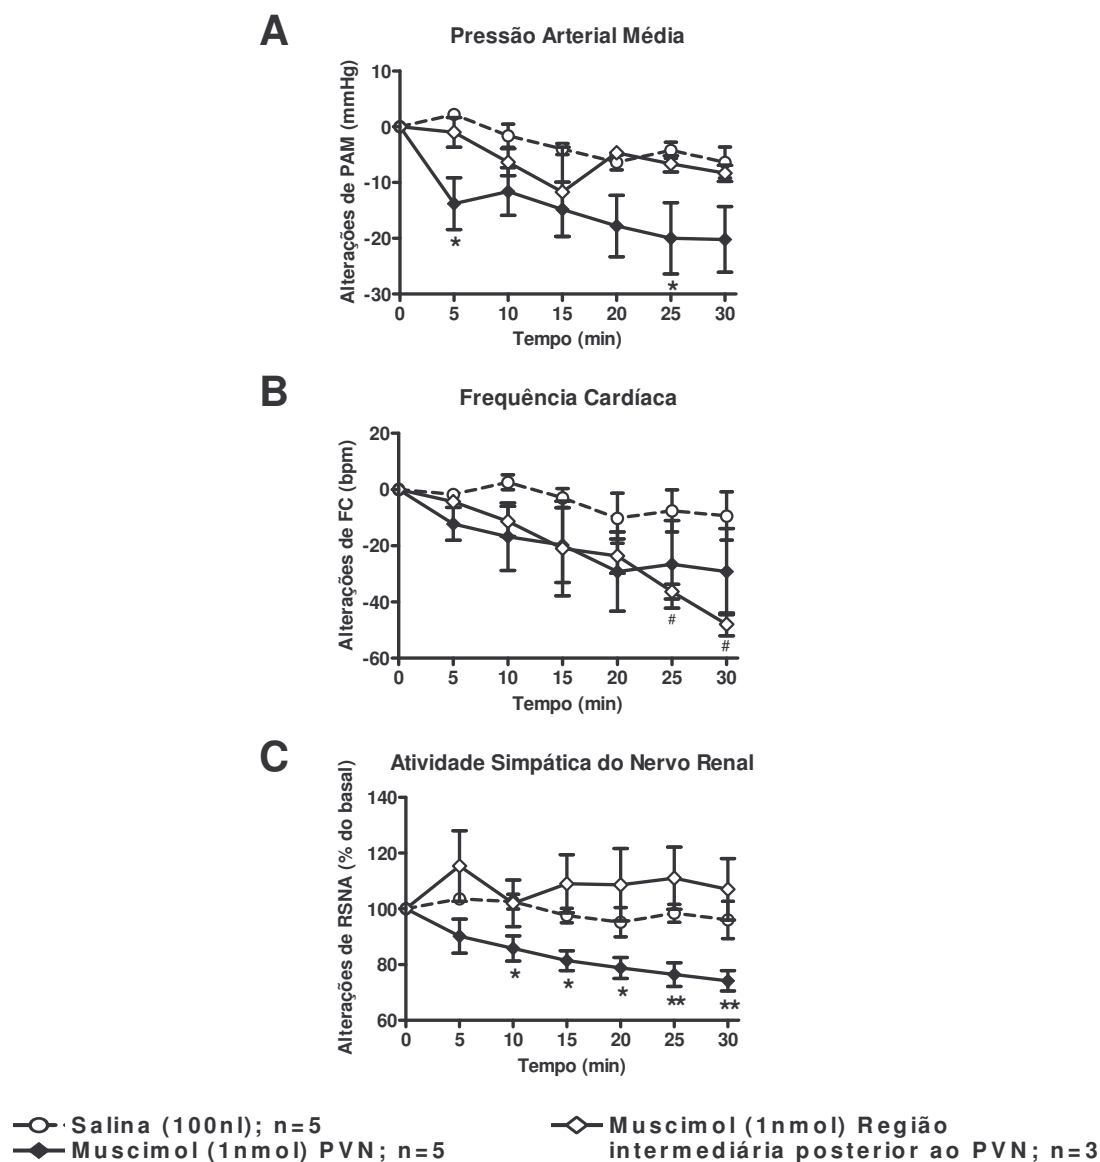 A
Pressão Arterial Média
Alterações de PAM (mmHg)
10
0
-10
-20
-30
*
*
0 5 10 15 20 25 30
Tempo (min)
B
Frequência Cardíaca
Alterações de FC (bpm)
20
0
-20
-40
-60
#
#
0 5 10 15 20 25 30
Tempo (min)
C
Atividade Simpática do Nervo Renal
Alterações de RSNA (% do basal)
140
120
100
80
60
* * * ** **
0 5 10 15 20 25 30
Tempo (min)
Salina (100nl); n=5
Muscimol (1nmol) PVN; n=5
Muscimol (1nmol) Região
intermediária posterior ao PVN; n=3